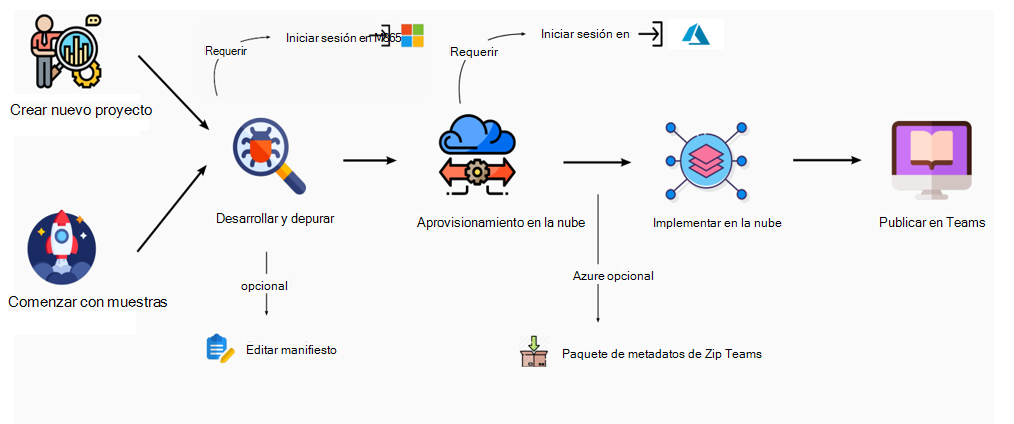 Requerir
Iniciar sesión en M365
Requerir
Iniciar sesión en
Crear nuevo proyecto
Desarrollar y depurar
Aprovisionamiento en la nube
Implementar en la nube
Publicar en Teams
Comenzar con muestras
opcional
Azure opcional
Editar manifiesto
Paquete de metadatos de Zip Teams